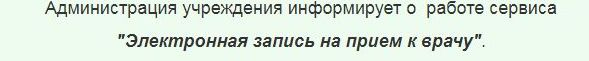 Администрация учреждения информирует о работе сервиса
"Электронная запись на прием к врачу".